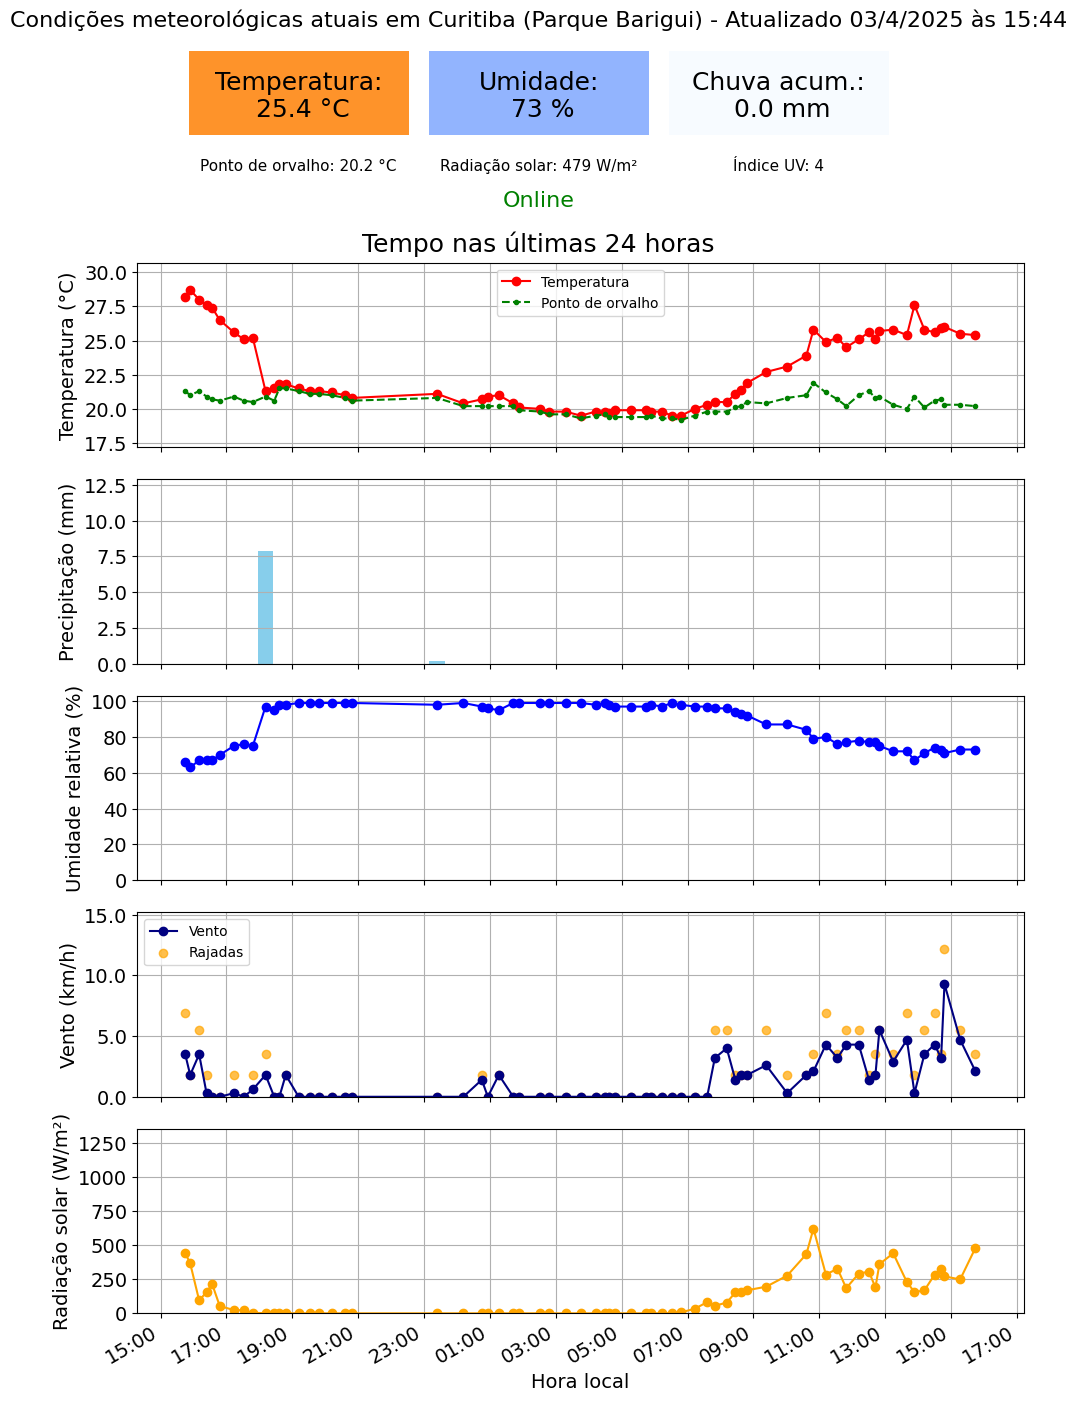 Condições meteorológicas atuais em Curitiba (Parque Barigui) - Atualizado 03/4/2025 às 15:44
Temperatura:
25.4 °C
Umidade:
73 %
Chuva acum.:
0.0 mm
Ponto de orvalho: 20.2 °C
Radiação solar: 479 W/m²
Índice UV: 4
Online
Tempo nas últimas 24 horas
Temperatura (°C)
30.0
27.5
25.0
22.5
20.0
17.5
Temperatura
Ponto de orvalho
Precipitação (mm)
12.5
10.0
7.5
5.0
2.5
0.0
Umidade relativa (%)
100
80
60
40
20
0
Vento (km/h)
15.0
10.0
5.0
0.0
Vento
Rajadas
Radiação solar (W/m²)
1250
1000
750
500
250
0
15:00
17:00
19:00
21:00
23:00
01:00
03:00
05:00
07:00
09:00
11:00
13:00
15:00
17:00
Hora local